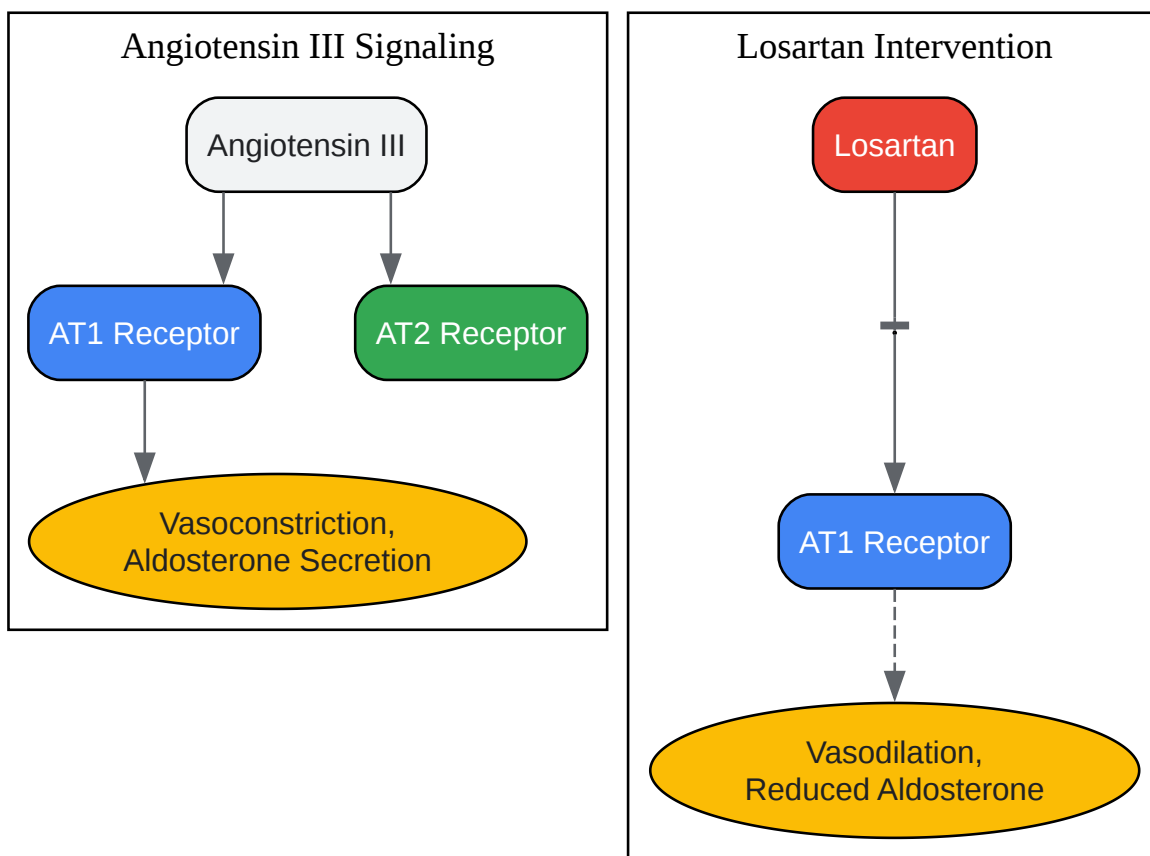 Angiotensin III Signaling
Angiotensin III
AT1 Receptor
AT2 Receptor
Vasoconstriction,
Aldosterone Secretion
Losartan Intervention
Losartan
AT1 Receptor
Vasodilation,
Reduced Aldosterone